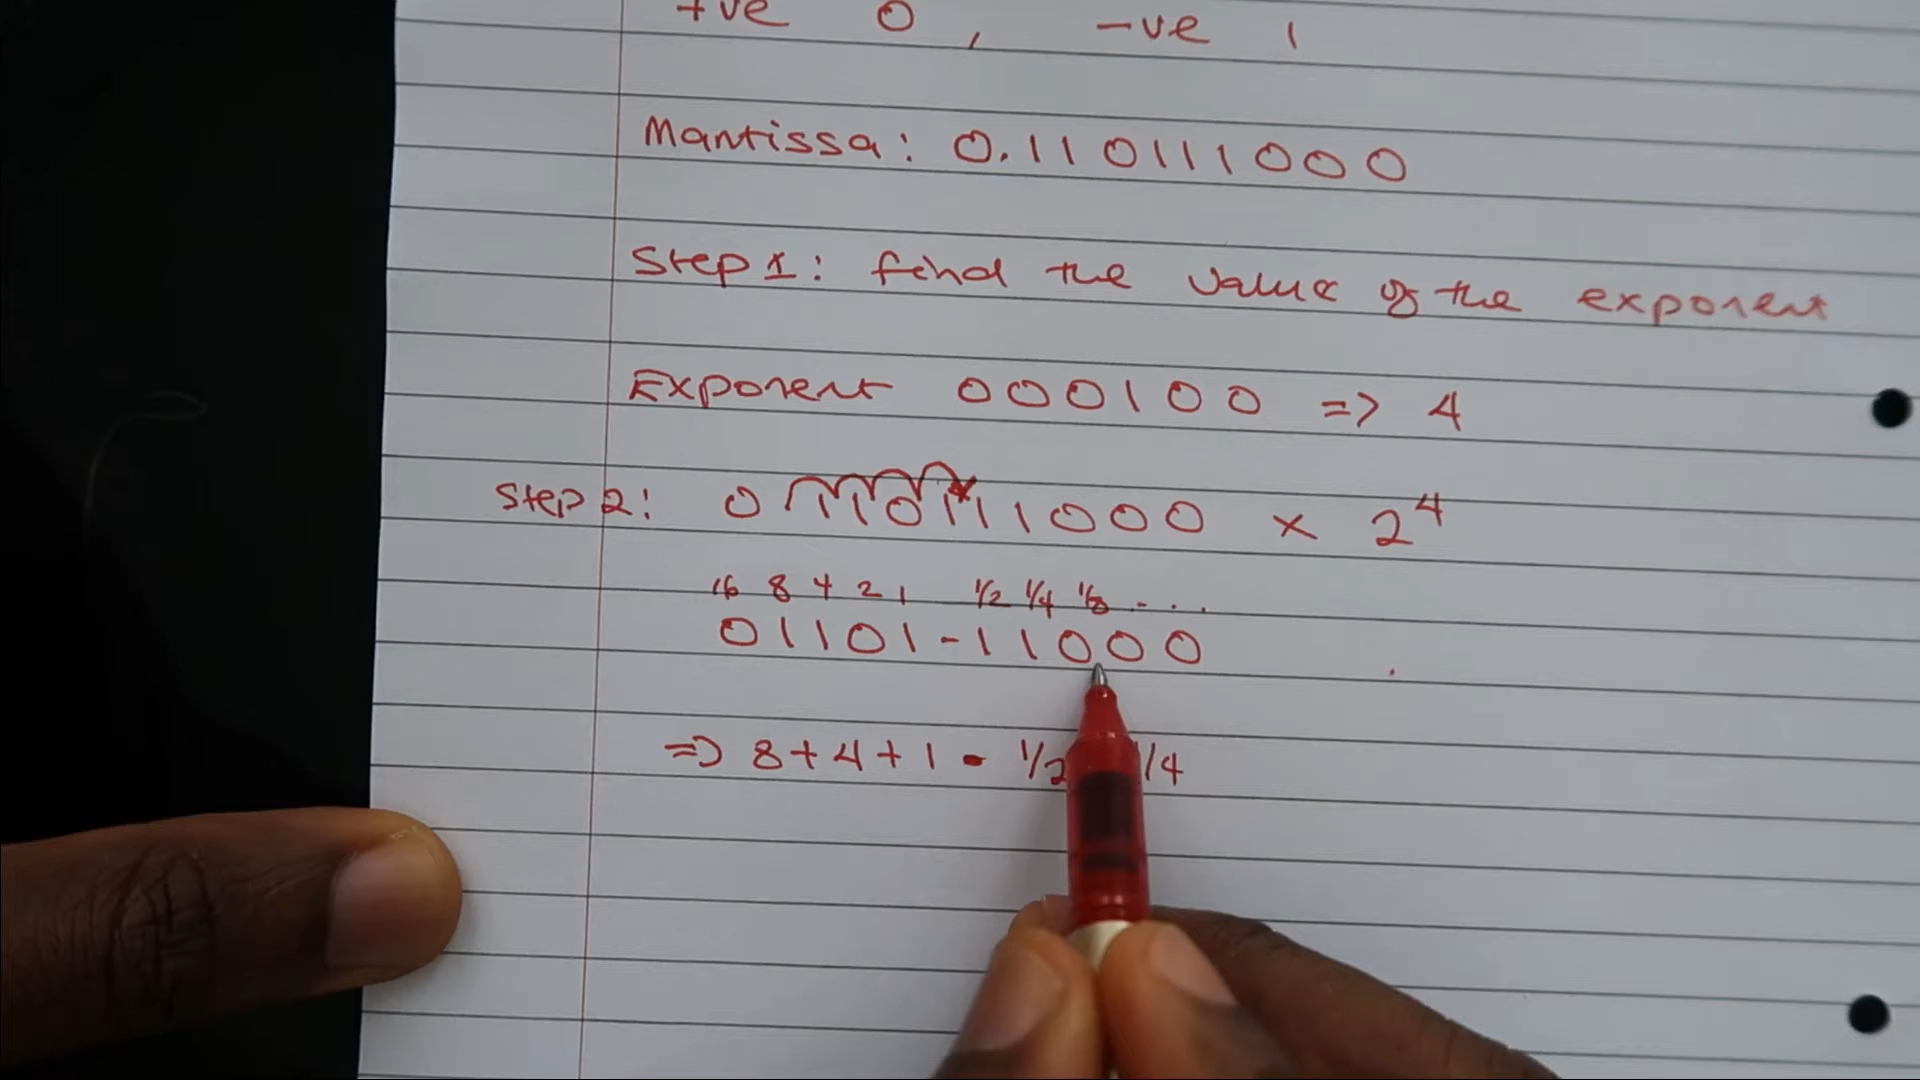 +ve 0 , -ve 1
Mantissa: 0.110111000
Step 1: find the value of the exponent
Exponent 000100 => 4
Step 2: 0110111000 × 2^4
16 8 4 2 1 1/2 1/4 1/8 - . .
01101-11000
=> 8+4+1 . 1/2 1/4